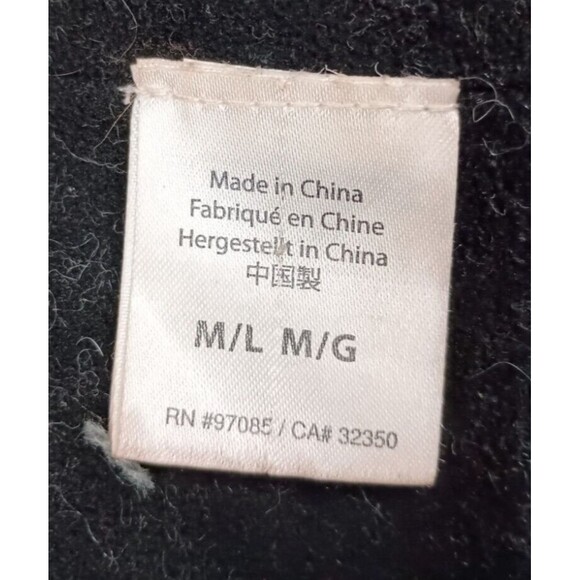 Made in China
Fabriqué en Chine
Hergestellt in China
中国製
M/L M/G
RN #97085 / CA# 32350